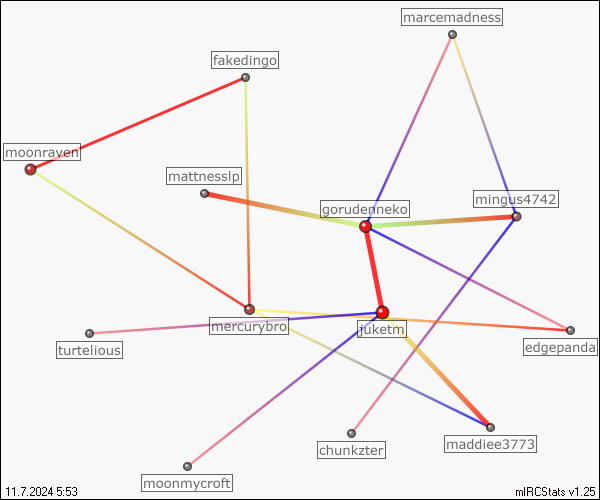 marcemadness
fakedingo
moonraven
mattnesslp
mingus4742
gorudenneko
mercurybro
juketn
turtelious
edgepanda
chunkzter
maddiee3773
moonmycroft
11.7.2024 5:53
mIRCStats v1.25